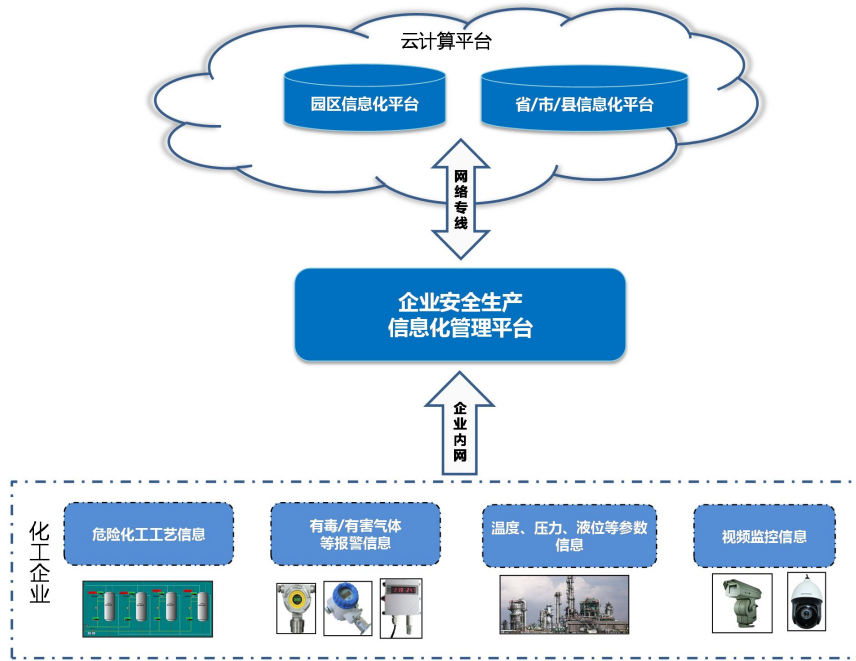 云计算平台
园区信息化平台
省/市/县信息化平台
网络专线
企业安全生产
信息化管理平台
企业内网
化工企业
危险化工工艺信息
有毒/有害气体
等报警信息
温度、压力、液位等参数
信息
视频监控信息